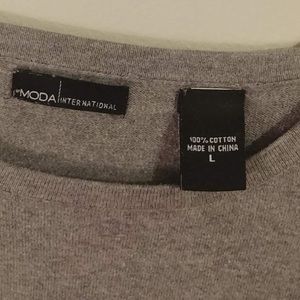 MODA
INTERNATIONAL
100% COTTON
MADE IN CHINA
L